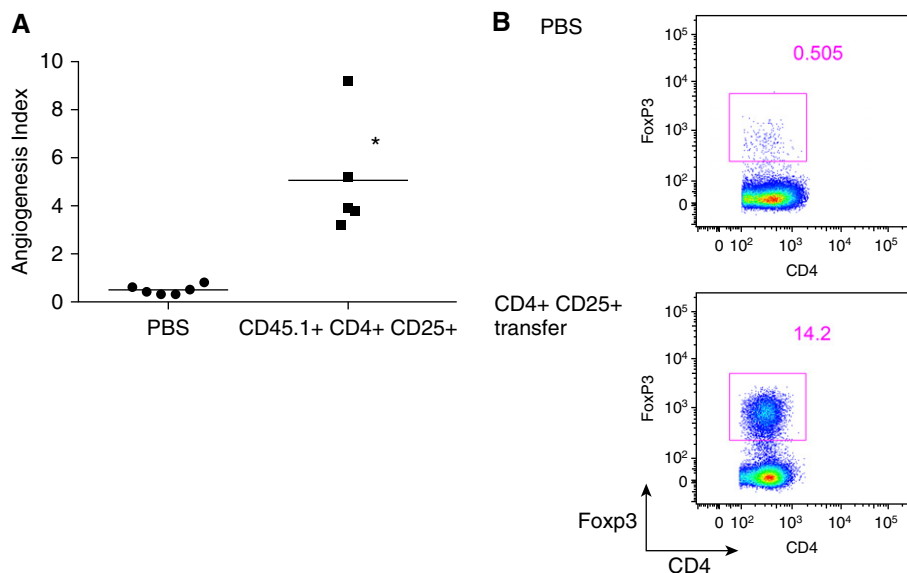 A
Angiogenesis Index
10
8
6
4
2
0
*
PBS
CD45.1+ CD4+ CD25+
B
PBS
0.505
FoxP3
10⁵
10⁴
10³
10²
0
0 10² 10³ 10⁴ 10⁵
CD4
CD4+ CD25+
transfer
14.2
FoxP3
10⁵
10⁴
10³
10²
0
0 10² 10³ 10⁴ 10⁵
CD4
Foxp3
CD4